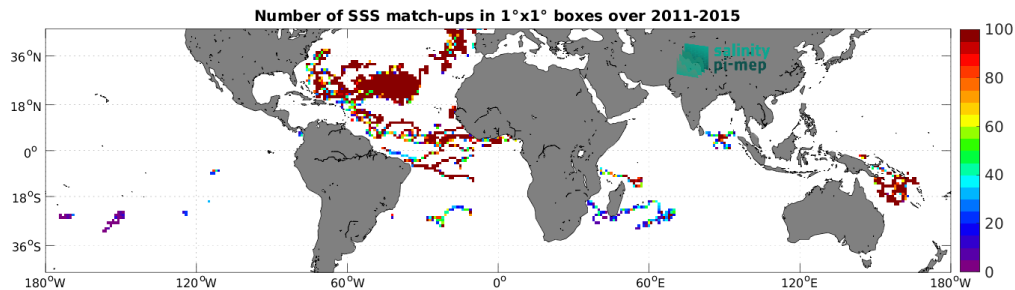 Number of SSS match-ups in 1°x1° boxes over 2011-2015
salinity
pi-mep
36°N
18°N
0°
18°S
36°S
180°W
120°W
60°W
0°
60°E
120°E
180°W
100
80
60
40
20
0